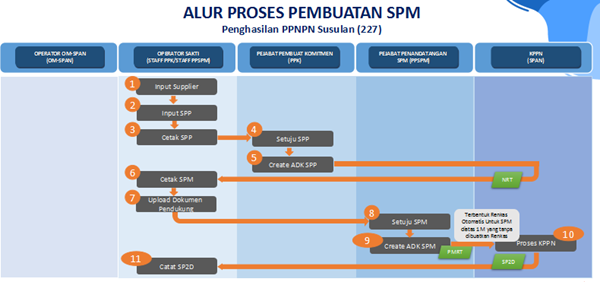 ALUR PROSES PEMBUATAN SPM
Penghasilan PPNPN Susulan (227)
OPERATOR OM-SPAN
(OM-SPAN)
OPERATOR SAKTI
(STAFF PPK/STAFF PPSPM)
PEJABAT PEMBUAT KOMITMEN
(PPK)
PEJABAT PENANDATANGAN
SPM (PPSPM)
KPPN
(SPAN)
1
Input Supplier
2
Input SPP
3
Cetak SPP
4
Setuju SPP
5
Create ADK SPP
6
Cetak SPM
NRT
7
Upload Dokumen
Pendukung
8
Setuju SPM
Terbentuk Renkas
Otomatis Untuk SPM
diatas 1 M yang tanpa
dibuatkan Renkas
9
Create ADK SPM
PMRT
10
Proses KPPN
11
Catat SP2D
SP2D